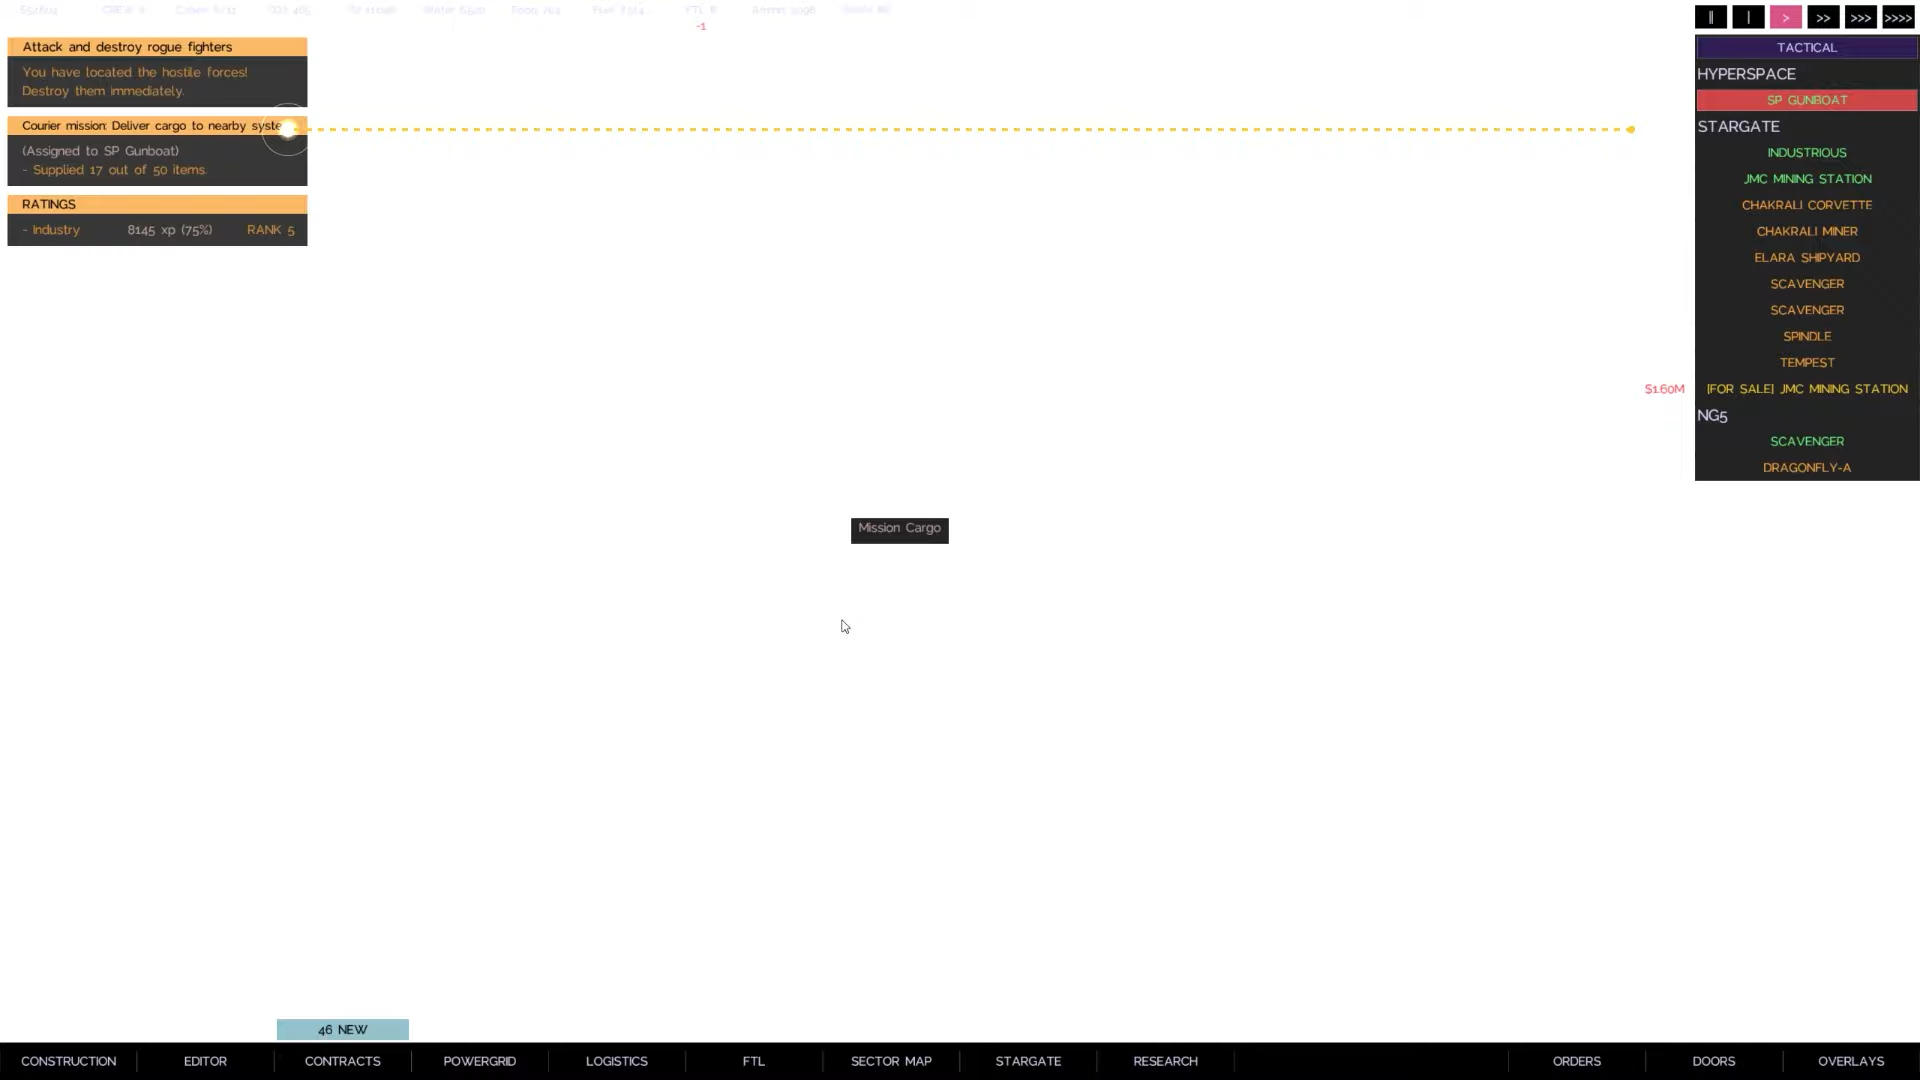 -1
|| | > >> >>> >>>>
Attack and destroy rogue fighters
You have located the hostile forces!
Destroy them immediately.
Courier mission: Deliver cargo to nearby
(Assigned to SP Gunboat)
- Supplied 17 out of 50 items.
RATINGS
- Industry 8145 xp (75%) RANK 5
TACTICAL
HYPERSPACE
SP GUNBOAT
STARGATE
INDUSTRIOUS
JMC MINING STATION
CHAKRALI CORVETTE
CHAKRALI MINER
ELARA SHIPYARD
SCAVENGER
SCAVENGER
SPINDLE
TEMPEST
$1.60M [FOR SALE] JMC MINING STATION
NG5
SCAVENGER
DRAGONFLY-A
Mission Cargo
46 NEW
CONSTRUCTION EDITOR CONTRACTS POWERGRID LOGISTICS FTL SECTOR MAP STARGATE RESEARCH ORDERS DOORS OVERLAYS